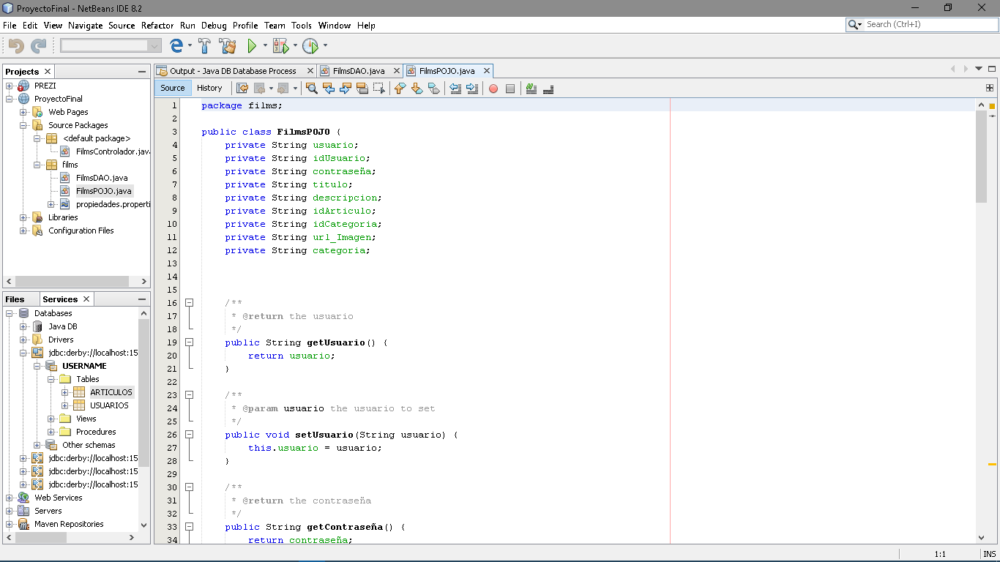 ProyectoFinal - NetBeans IDE 8.2
File Edit View Navigate Source Refactor Run Debug Profile Team Tools Window Help
Search (Ctrl+I)
Projects
PREZI
ProyectoFinal
Web Pages
Source Packages
<default package>
FilmsControlador.java
films
FilmsDAO.java
FilmsPOJO.java
propiedades.properti
Libraries
Configuration Files
Files Services
Databases
Java DB
Drivers
jdbc:derby://localhost:15
USERNAME
Tables
ARTICULOS
USUARIOS
Views
Procedures
Other schemas
jdbc:derby://localhost:15
jdbc:derby://localhost:15
jdbc:derby://localhost:15
Web Services
Servers
Maven Repositories
Output - Java DB Database Process FilmsDAO.java FilmsPOJO.java
Source History
1 package films;
2
3 public class FilmsPOJO {
4 private String usuario;
5 private String idUsuario;
6 private String contraseña;
7 private String titulo;
8 private String descripcion;
9 private String idArticulo;
10 private String idCategoria;
11 private String url_Imagen;
12 private String categoria;
13
14
15
16 /**
17 * @return the usuario
18 */
19 public String getUsuario() {
20 return usuario;
21 }
22
23 /**
24 * @param usuario the usuario to set
25 */
26 public void setUsuario(String usuario) {
27 this.usuario = usuario;
28 }
29
30 /**
31 * @return the contraseña
32 */
33 public String getContraseña() {
34 return contraseña;
1:1 INS